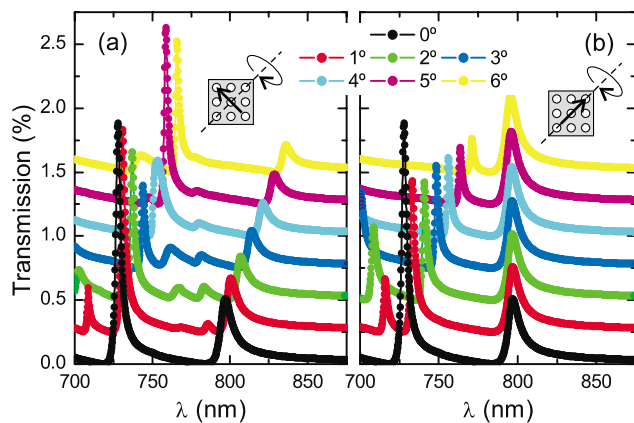 (a)
(b)
0º
1º 2º 3º
4º 5º 6º
Transmission (%)
2.5
2.0
1.5
1.0
0.5
0.0
700 750 800 850 700 750 800 850
λ (nm) λ (nm)